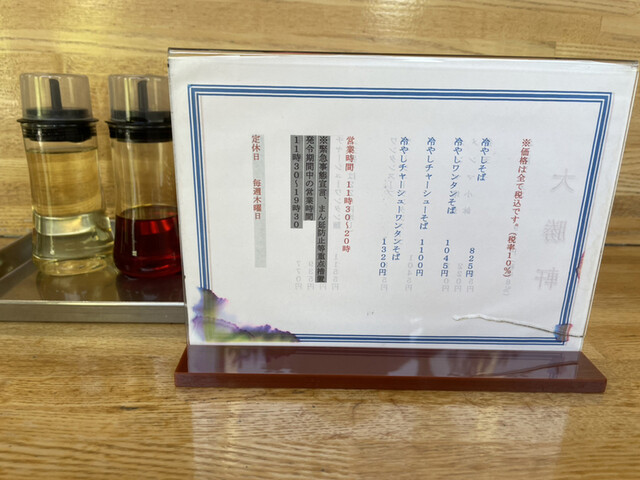 ※価格は全て税込です。(税率10%)
冷やしそば 825円
冷やしワンタンそば 1045円
冷やしチャーシューそば 1100円
冷やしチャーシューワンタンそば 1320円
営業時間 11時30〜20時
※緊急事態宣言、まん延防止等重点措置
発令期間中の営業時間
11時30〜19時30
定休日 毎週木曜日
大勝軒